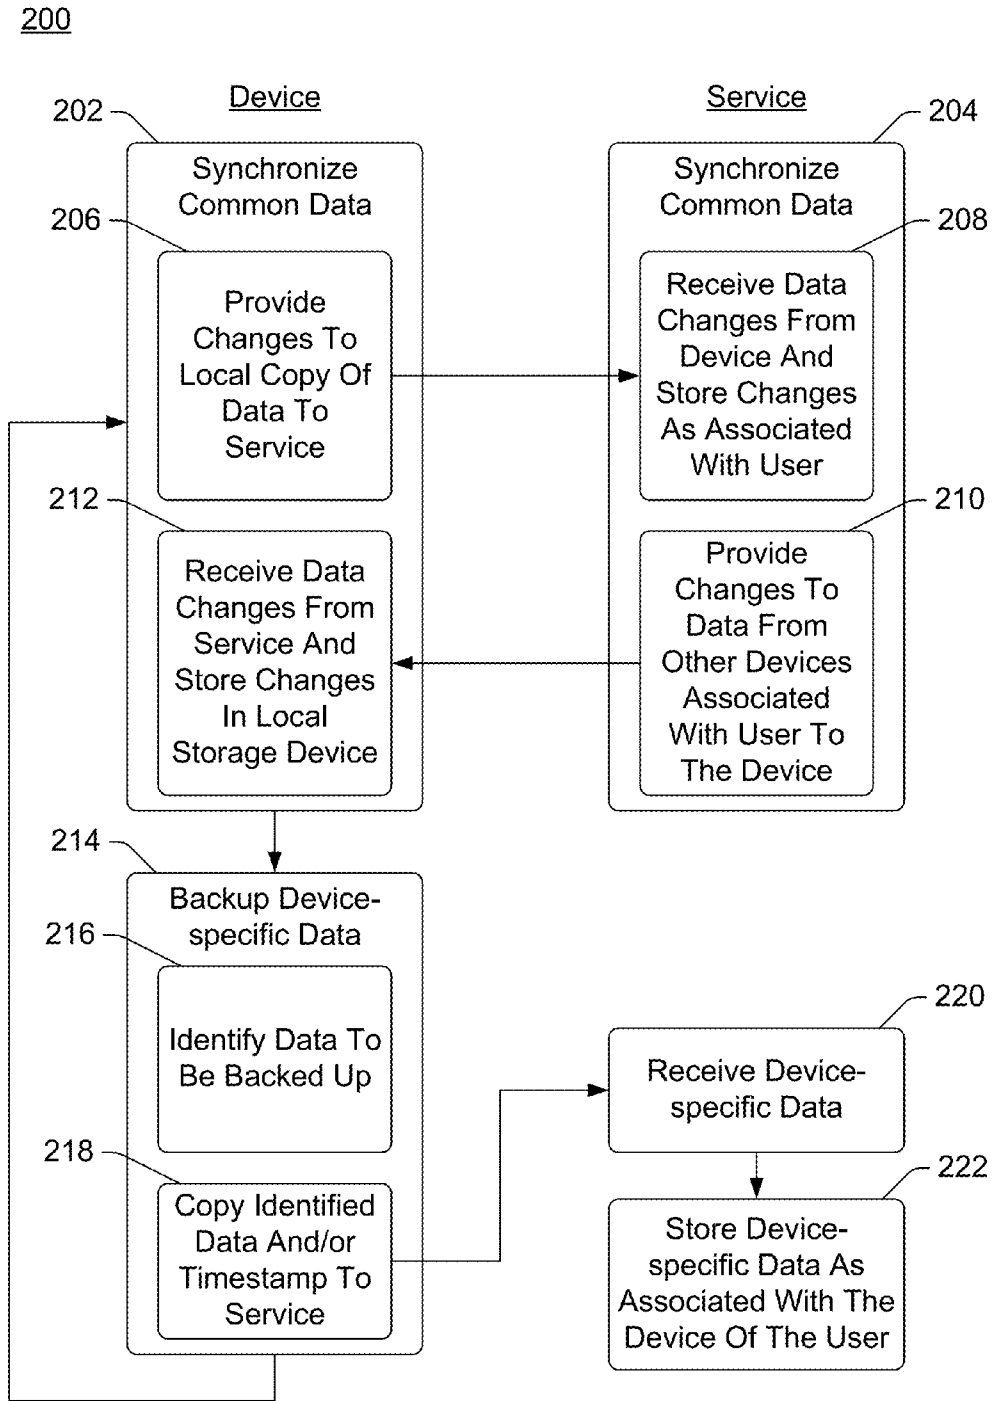 200
Device
Service
202
204
Synchronize
Common Data
Synchronize
Common Data
206
208
Provide
Changes To
Local Copy Of
Data To
Service
Receive Data
Changes From
Device And
Store Changes
As Associated
With User
212
210
Receive Data
Changes From
Service And
Store Changes
In Local
Storage Device
Provide
Changes To
Data From
Other Devices
Associated
With User To
The Device
214
Backup Device-
specific Data
216
Identify Data To
Be Backed Up
220
Receive Device-
specific Data
218
Copy Identified
Data And/or
Timestamp To
Service
222
Store Device-
specific Data As
Associated With The
Device Of The User